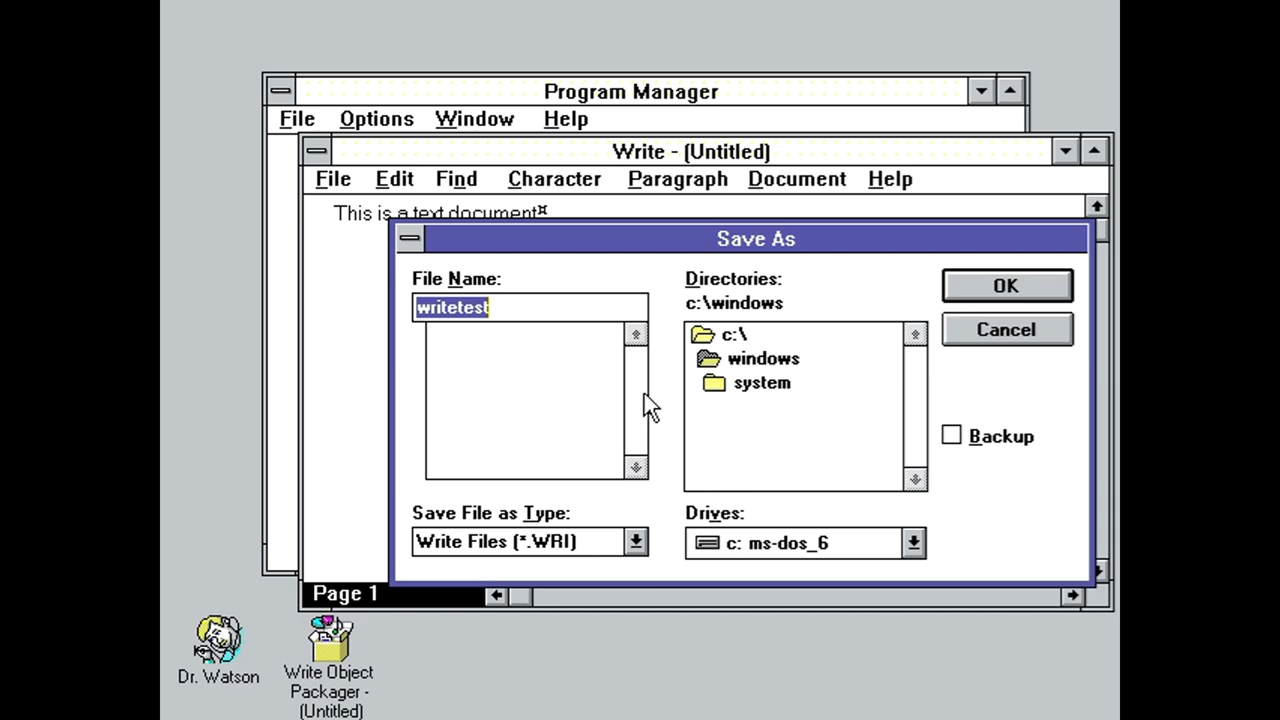 Program Manager
File Options Window Help
Write - (Untitled)
File Edit Find Character Paragraph Document Help
This is a text document¤
Save As
File Name:
writetest
Directories:
c:\windows
c:\
windows
system
OK
Cancel
Backup
Save File as Type:
Write Files (*.WRI)
Drives:
c: ms-dos_6
Page 1
Dr. Watson
Write Object
Packager -
(Untitled)